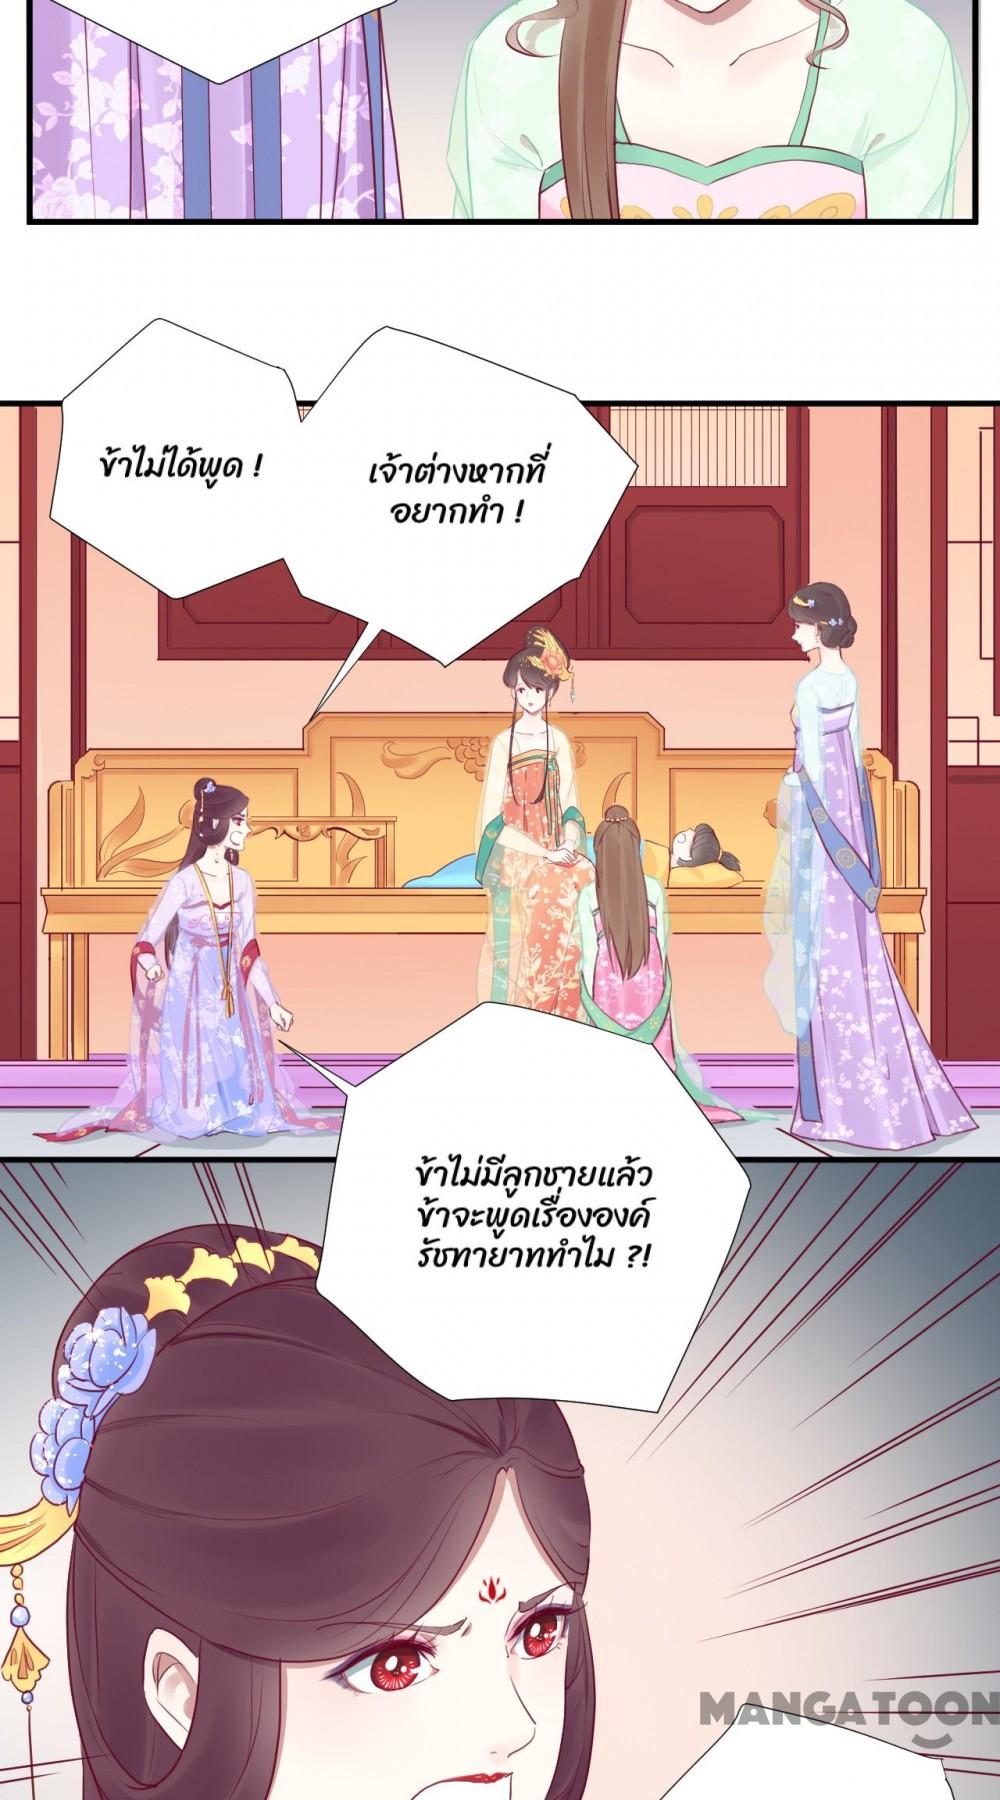 ข้าไม่ได้พูด !
เจ้าต่างหากที่
อยากทำ !
ข้าไม่มีลูกชายแล้ว
ข้าจะพูดเรื่ององค์
รัชทายาททำไม ?!
MANGATOON